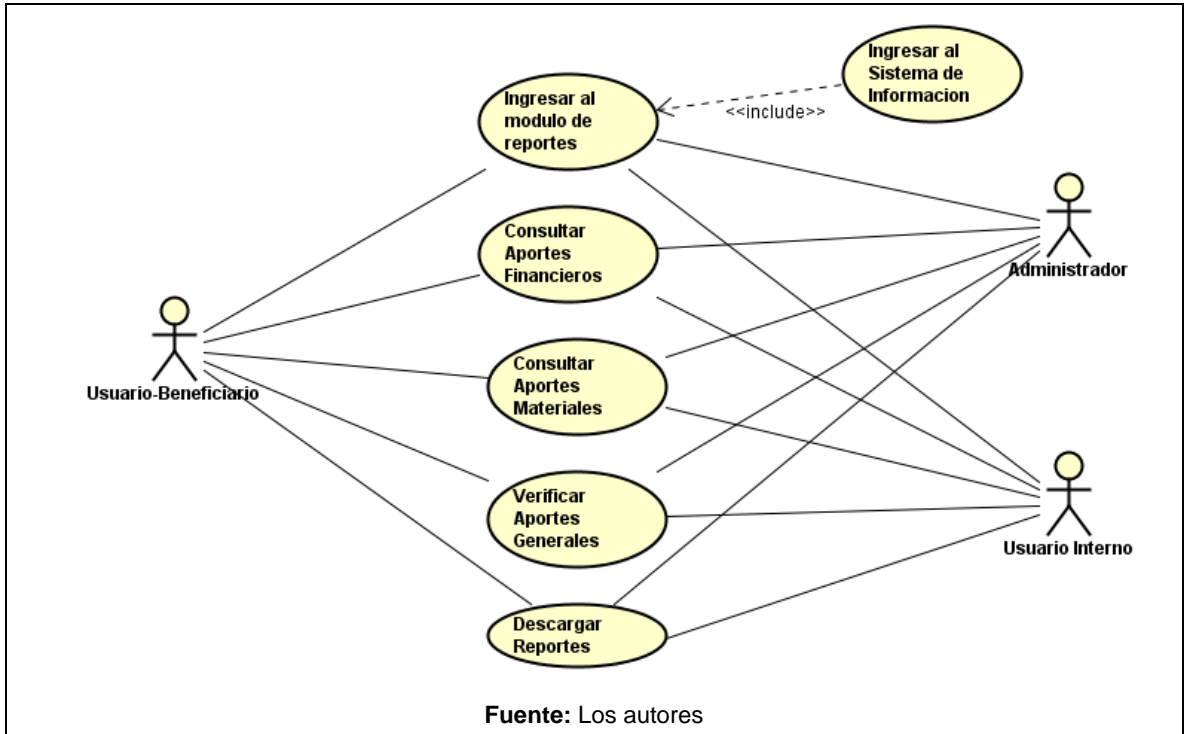 Ingresar al
Sistema de
Informacion
Ingresar al
modulo de
reportes
<<include>>
Consultar
Aportes
Financieros
Administrador
Consultar
Aportes
Materiales
Usuario-Beneficiario
Verificar
Aportes
Generales
Usuario Interno
Descargar
Reportes
Fuente: Los autores